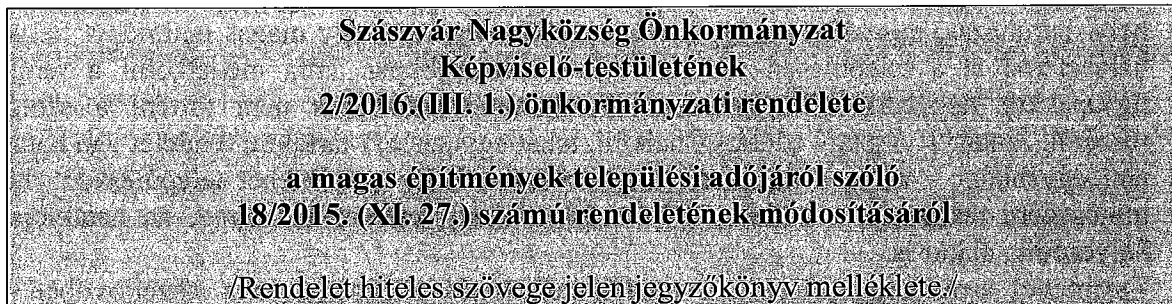 Szászvár Nagyközség Önkormányzat
Képviselő-testületének
2/2016.(III. 1.) önkormányzati rendelete
a magas építmények települési adójáról szóló
18/2015. (XI. 27.) számú rendeletének módosításáról
/Rendelet hiteles szövege jelen jegyzőkönyv melléklete./